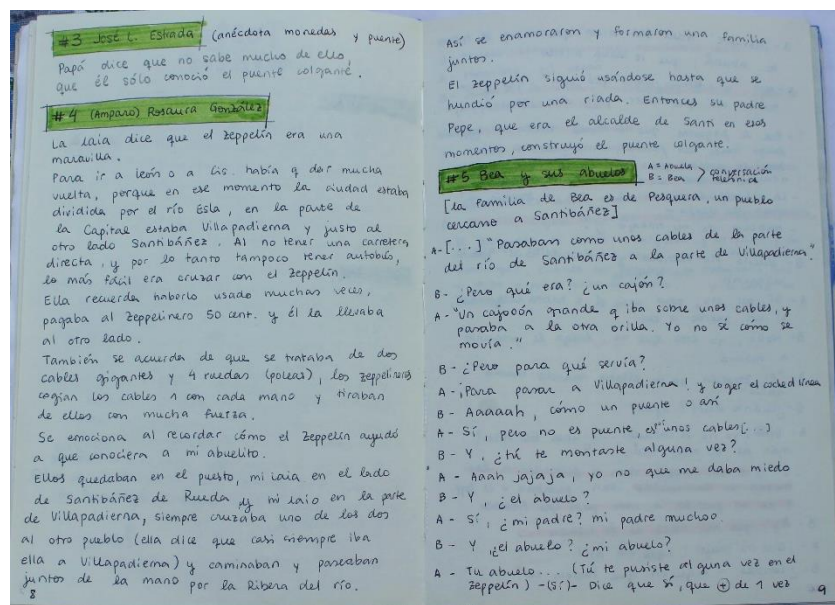 #3 José L. Estrada (anécdota monedas y puente)
Papá dice que no sabe mucho de ello,
que él sólo conoció el puente colgante.
#4 (Amparo) Rosaura González
La iaia dice que el zeppelín era una
maravilla.
Para ir a león o a Cis. había q dar mucha
vuelta, porque en ese momento la ciudad estaba
dividida por el río Esla, en la parte de
la Capital estaba Villapadierna y justo al
otro lado Santibáñez. Al no tener una carretera
directa, y por lo tanto tampoco tener autobús,
lo más fácil era cruzar con el zeppelín.
Ella recuerda haberlo usado muchas veces,
pagaba al zeppelinero 50 cent. y él la llevaba
al otro lado.
También se acuerda de que se trataba de dos
cables gigantes y 4 ruedas (poleas), los zeppelineros
cogían los cables 1 con cada mano y tiraban
de ellos con mucha fuerza.
Se emociona al recordar cómo el Zeppelin ayudó
a que conociera a mi abuelito.
Ellos quedaban en el puesto, mi iaia en el lado
de Santibáñez de Rueda y mi iaio en la parte
de Villapadierna, siempre cruzaba uno de los dos
al otro pueblo (ella dice que casi siempre iba
ella a Villapadierna) y caminaban y paseaban
juntos de la mano por la Ribera del río.
8
Así se enamoraron y formaron una familia
juntos.
El zeppelín siguió usándose hasta que se
hundió por una riada. Entonces su padre
Pepe, que era el alcalde de Santi en esos
momentos, construyó el puente colgante.
#5 Bea y sus abuelos A = Abuela B = Bea > conversación telefónica
[la familia de Bea es de Pesquera, un pueblo
cercano a Santibáñez]
A- [...] "Pasaban como unos cables de la parte
del río de Santibáñez a la parte de Villapadierna."
B - ¿Pero qué era? ¿un cajón?
A - "Un cajocón grande q iba sobre unos cables, y
pasaba a la otra orilla. Yo no sé cómo se
movía."
B - ¿Pero para qué servía?
A - ¡Para pasar a Villapadierna! y coger el coche d línea
B - Aaaaah, cómo un puente o así
A - Sí, pero no es puente, es unos cables [...]
B - Y, ¿tú te montaste alguna vez?
A - Aaah jajaja, yo no que me daba miedo
B - Y, ¿el abuelo?
A - Sí, ¿mi padre? mi padre muchoo.
B - Y ¿el abuelo? ¿mi abuelo?
A - Tu abuelo... (Tú te pusiste alguna vez en el
zeppelín) -(Sí)- Dice que sí, que + de 1 vez
9